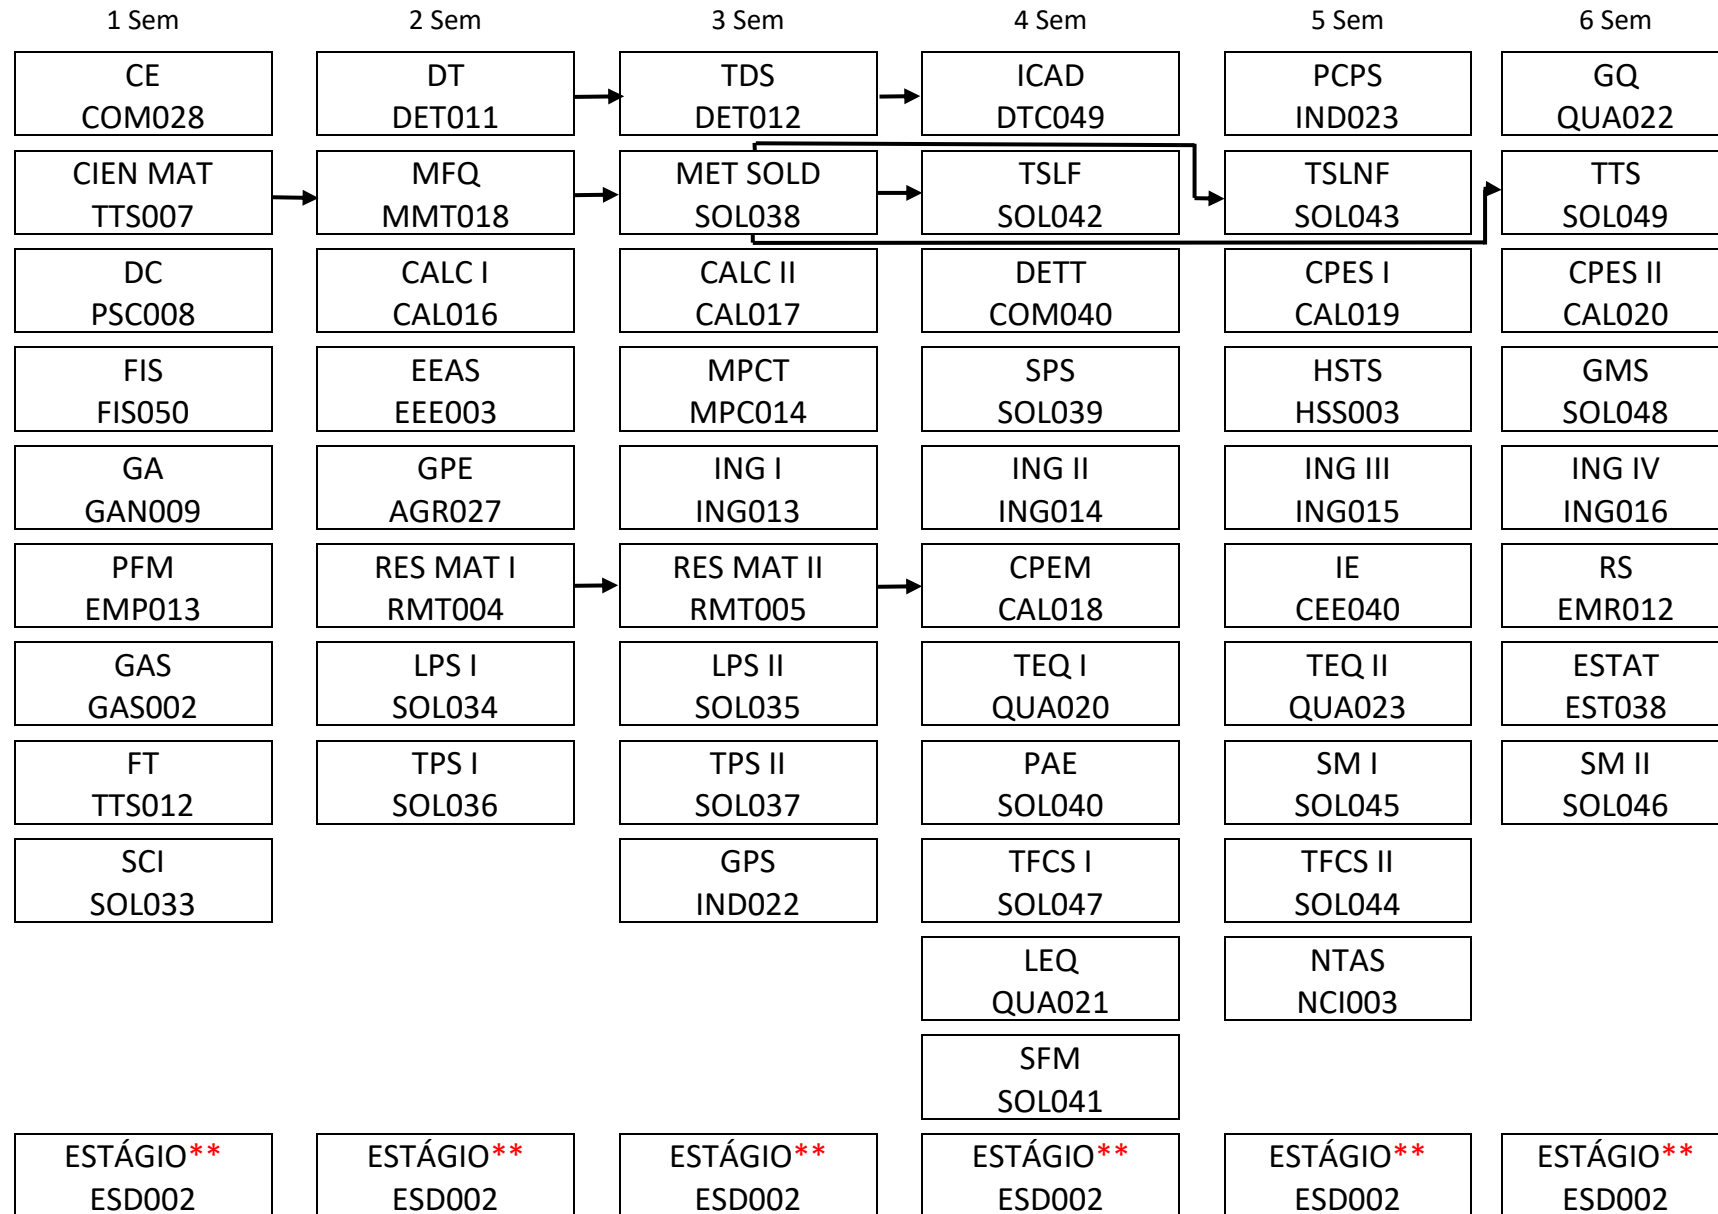 1 Sem
2 Sem
3 Sem
4 Sem
5 Sem
6 Sem
CE
COM028
DT
DET011
TDS
DET012
ICAD
DTC049
PCPS
IND023
GQ
QUA022
CIEN MAT
TTS007
MFQ
MMT018
MET SOLD
SOL038
TSLF
SOL042
TSLNF
SOL043
TTS
SOL049
DC
PSC008
CALC I
CAL016
CALC II
CAL017
DETT
COM040
CPES I
CAL019
CPES II
CAL020
FIS
FIS050
EEAS
EEE003
MPCT
MPC014
SPS
SOL039
HSTS
HSS003
GMS
SOL048
GA
GAN009
GPE
AGR027
ING I
ING013
ING II
ING014
ING III
ING015
ING IV
ING016
PFM
EMP013
RES MAT I
RMT004
RES MAT II
RMT005
CPEM
CAL018
IE
CEE040
RS
EMR012
GAS
GAS002
LPS I
SOL034
LPS II
SOL035
TEQ I
QUA020
TEQ II
QUA023
ESTAT
EST038
FT
TTS012
TPS I
SOL036
TPS II
SOL037
PAE
SOL040
SM I
SOL045
SM II
SOL046
SCI
SOL033
GPS
IND022
TFCS I
SOL047
TFCS II
SOL044
LEQ
QUA021
NTAS
NCI003
SFM
SOL041
ESTÁGIO**
ESD002
ESTÁGIO**
ESD002
ESTÁGIO**
ESD002
ESTÁGIO**
ESD002
ESTÁGIO**
ESD002
ESTÁGIO**
ESD002